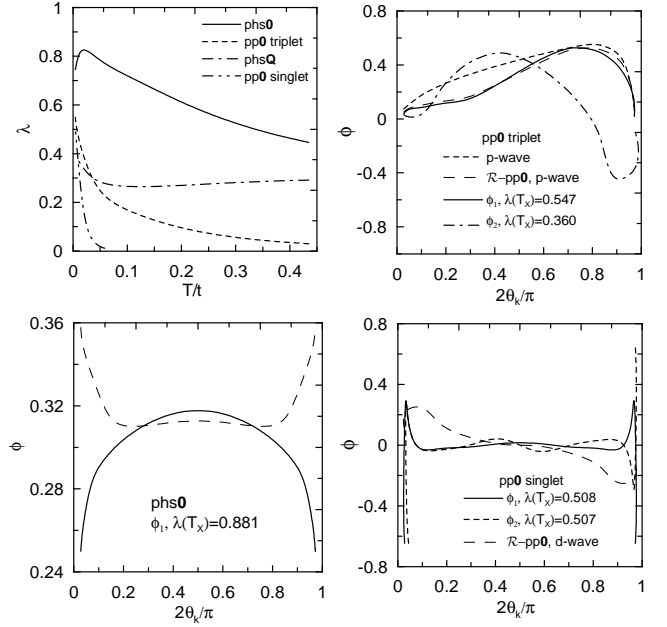 1
0.8
0.6
0.4
0.2
0
λ
phs0
pp0 triplet
phsQ
pp0 singlet
0 0.1 0.2 0.3 0.4
T/t
0.8
0.4
0
-0.4
-0.8
ϕ
pp0 triplet
p-wave
ℛ–pp0, p-wave
ϕ₁, λ(Tₓ)=0.547
ϕ₂, λ(Tₓ)=0.360
0 0.2 0.4 0.6 0.8 1
2θₖ/π
0.36
0.32
0.28
0.24
ϕ
phs0
ϕ₁, λ(Tₓ)=0.881
0 0.2 0.4 0.6 0.8 1
2θₖ/π
0.8
0.4
0
-0.4
-0.8
ϕ
pp0 singlet
ϕ₁, λ(Tₓ)=0.508
ϕ₂, λ(Tₓ)=0.507
ℛ–pp0, d-wave
0 0.2 0.4 0.6 0.8 1
2θₖ/π